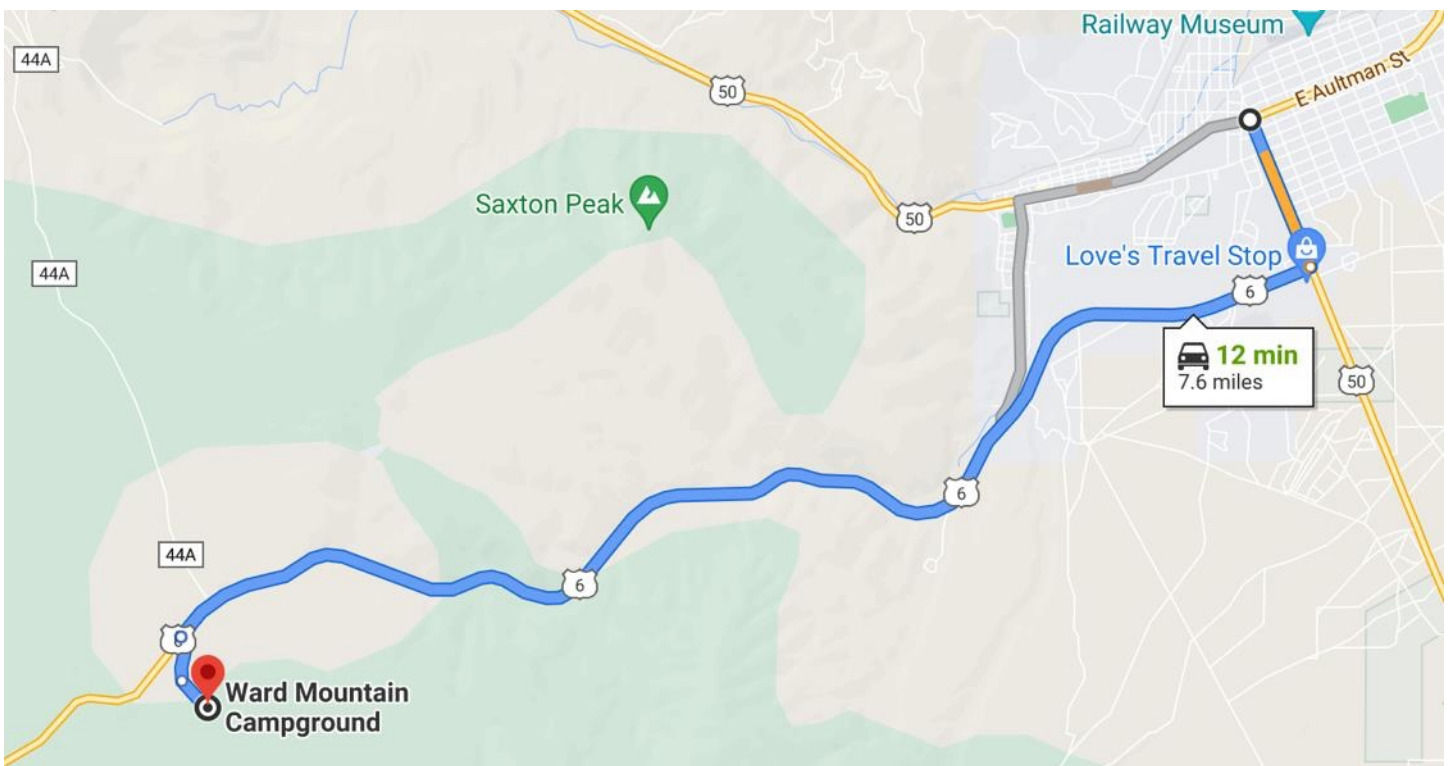 Railway Museum
44A
50
E Aultman St
Saxton Peak
50
Love's Travel Stop
44A
6
12 min
7.6 miles
50
6
44A
6
6
Ward Mountain
Campground